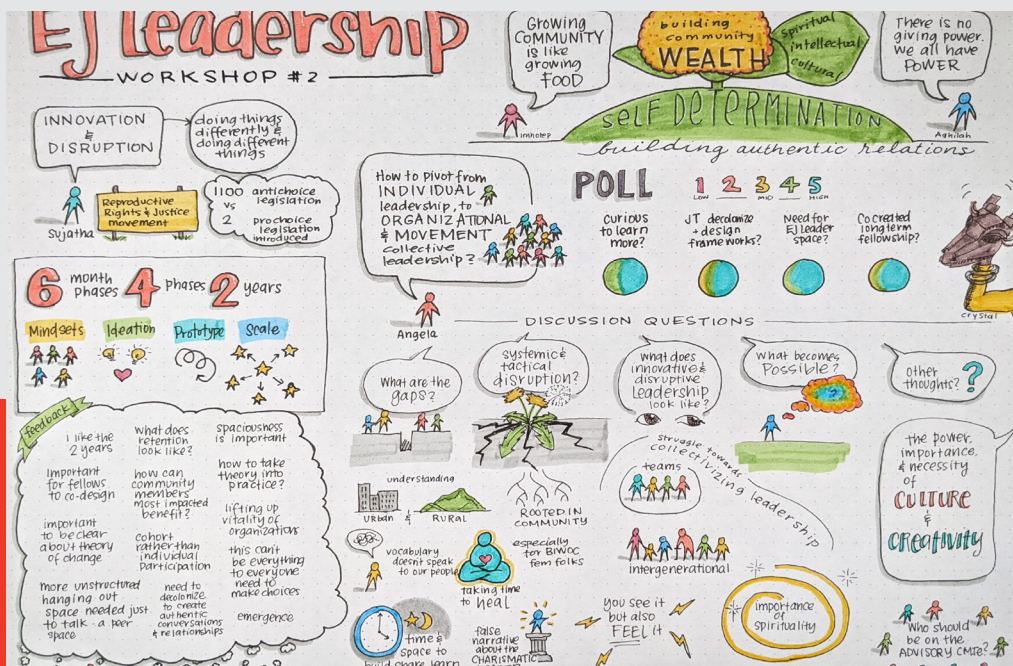 EJ Leadership
WORKSHOP #2
INNOVATION
&
DISRUPTION
doing things
differently &
doing different
things
Sujatha
Reproductive
Rights & Justice
movement
1100 antichoice
legislation
vs
2 prochoice
legislation
introduced
6 month
phases
4 phases
2 years
Mindsets
Ideation
Prototype
Scale
feedback
I like the
2 years
important
for fellows
to co-design
important
to be clear
about theory
of change
more unstructured
hanging out
space needed just
to talk - a peer
space
what does
retention
look like?
how can
community
members
most impacted
benefit?
cohort
rather than
individual
participation
need to
decolonize
to create
authentic
conversations
& relationships
spaciousness
is important
how to take
theory into
practice?
lifting up
vitality of
organizations
this can't
be everything
to everyone
need to
make choices
emergence
Growing
COMMUNITY
is like
growing
FOOD
Imhotep
building
community
WEALTH
spiritual
intellectual
cultural
There is no
giving power.
we all have
POWER
Aghilah
SELF DETERMINATION
building authentic relations
How to pivot from
INDIVIDUAL
leadership, to
ORGANIZATIONAL
& MOVEMENT
collective
leadership?
Angela
POLL
1 2 3 4 5
LOW MID HIGH
curious
to learn
more?
JT decolonize
+ design
frameworks?
Need for
EJ leader
space?
Cocreated
longterm
fellowship?
crystal
DISCUSSION QUESTIONS
What are the
gaps?
systemic &
tactical
disruption?
what does
innovative &
disruptive
leadership
look like?
what becomes
possible?
?
other
thoughts?
?
understanding
urban & RURAL
ROOTED IN
COMMUNITY
vocabulary
doesnt speak
to our people
taking time
to heal
especially
for BIWOC
fem folks
time &
space to
build share learn
false
narrative
about the
CHARISMATIC
struggle towards
collectivizing leadership
teams
intergenerational
you see it
but also
FEEL it
importance
of
spirituality
the power,
importance,
& necessity
of
CULTURE
&
CREATIVITY
Who should
be on the
ADVISORY CMTE?